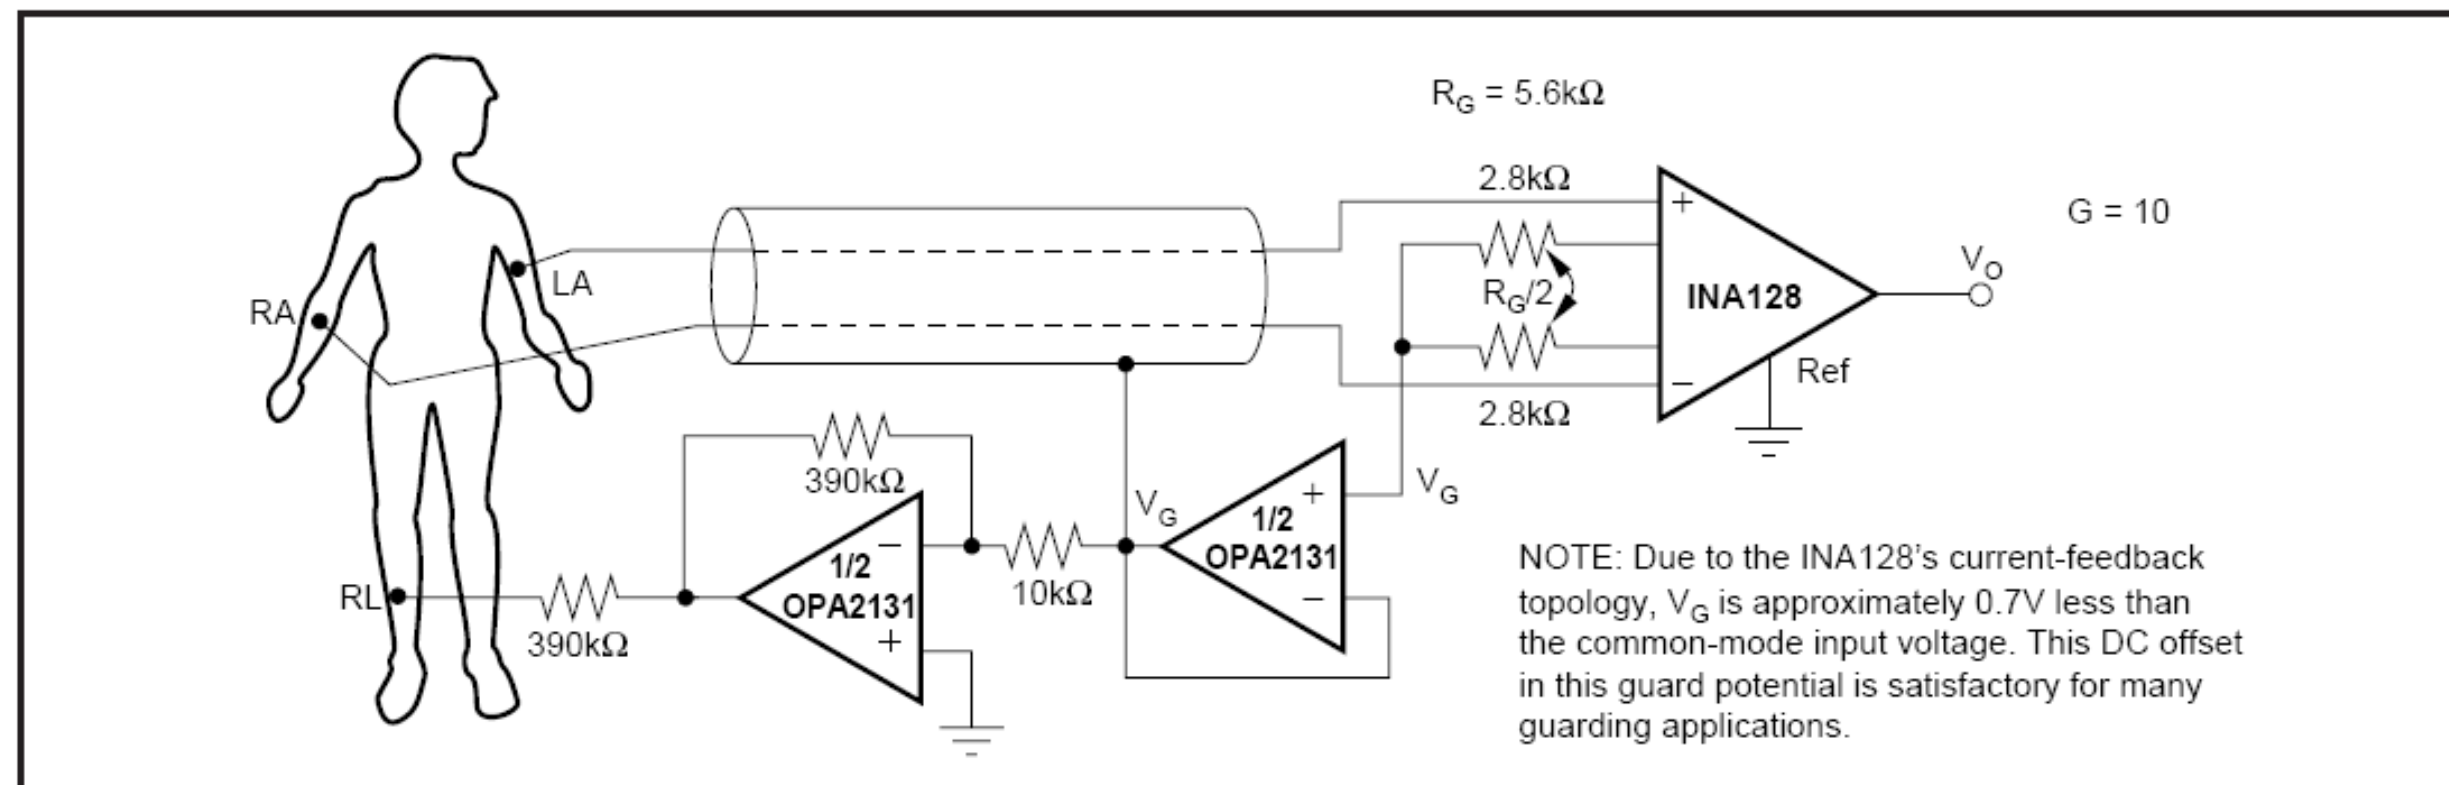 R_G = 5.6kΩ
2.8kΩ
+
INA128
G = 10
V_O
LA
RA
R_G/2
Ref
−
2.8kΩ
390kΩ
V_G
+
1/2
OPA2131
−
V_G
−
1/2
OPA2131
+
10kΩ
RL
390kΩ
NOTE: Due to the INA128's current-feedback
topology, V_G is approximately 0.7V less than
the common-mode input voltage. This DC offset
in this guard potential is satisfactory for many
guarding applications.